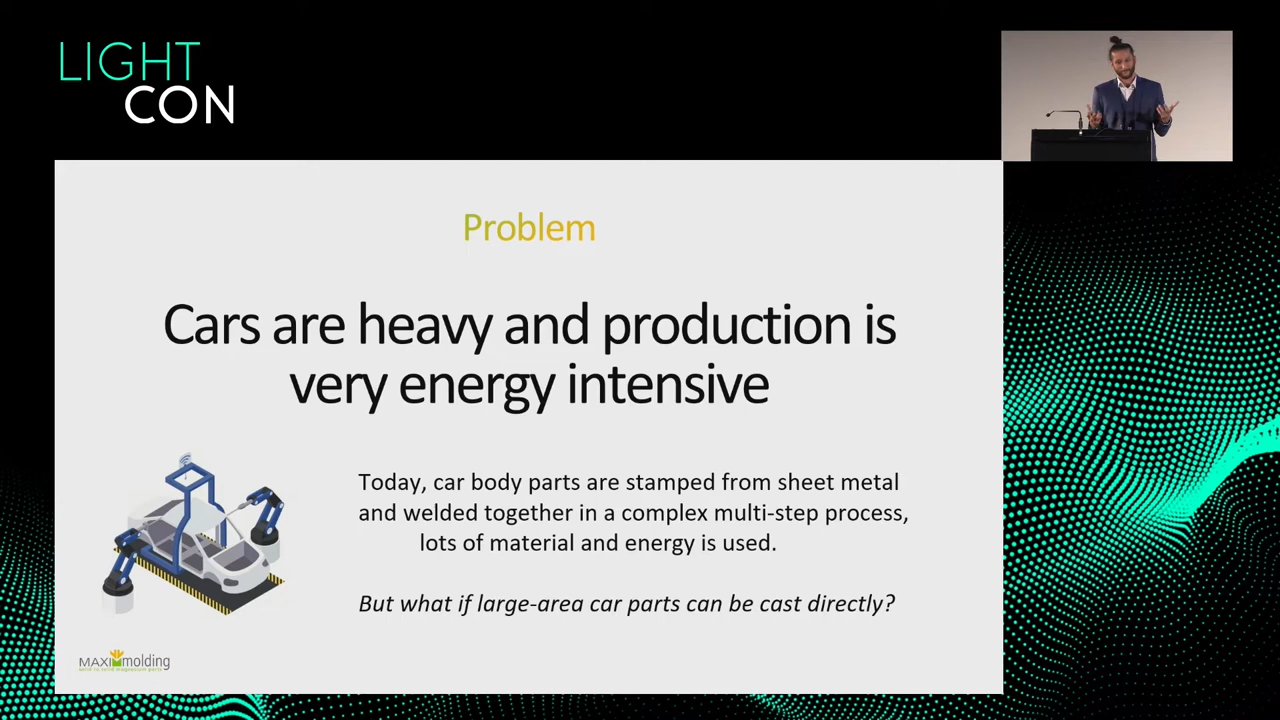 LIGHT
CON
Problem
Cars are heavy and production is
very energy intensive
Today, car body parts are stamped from sheet metal
and welded together in a complex multi-step process,
lots of material and energy is used.
But what if large-area car parts can be cast directly?
MAXImolding